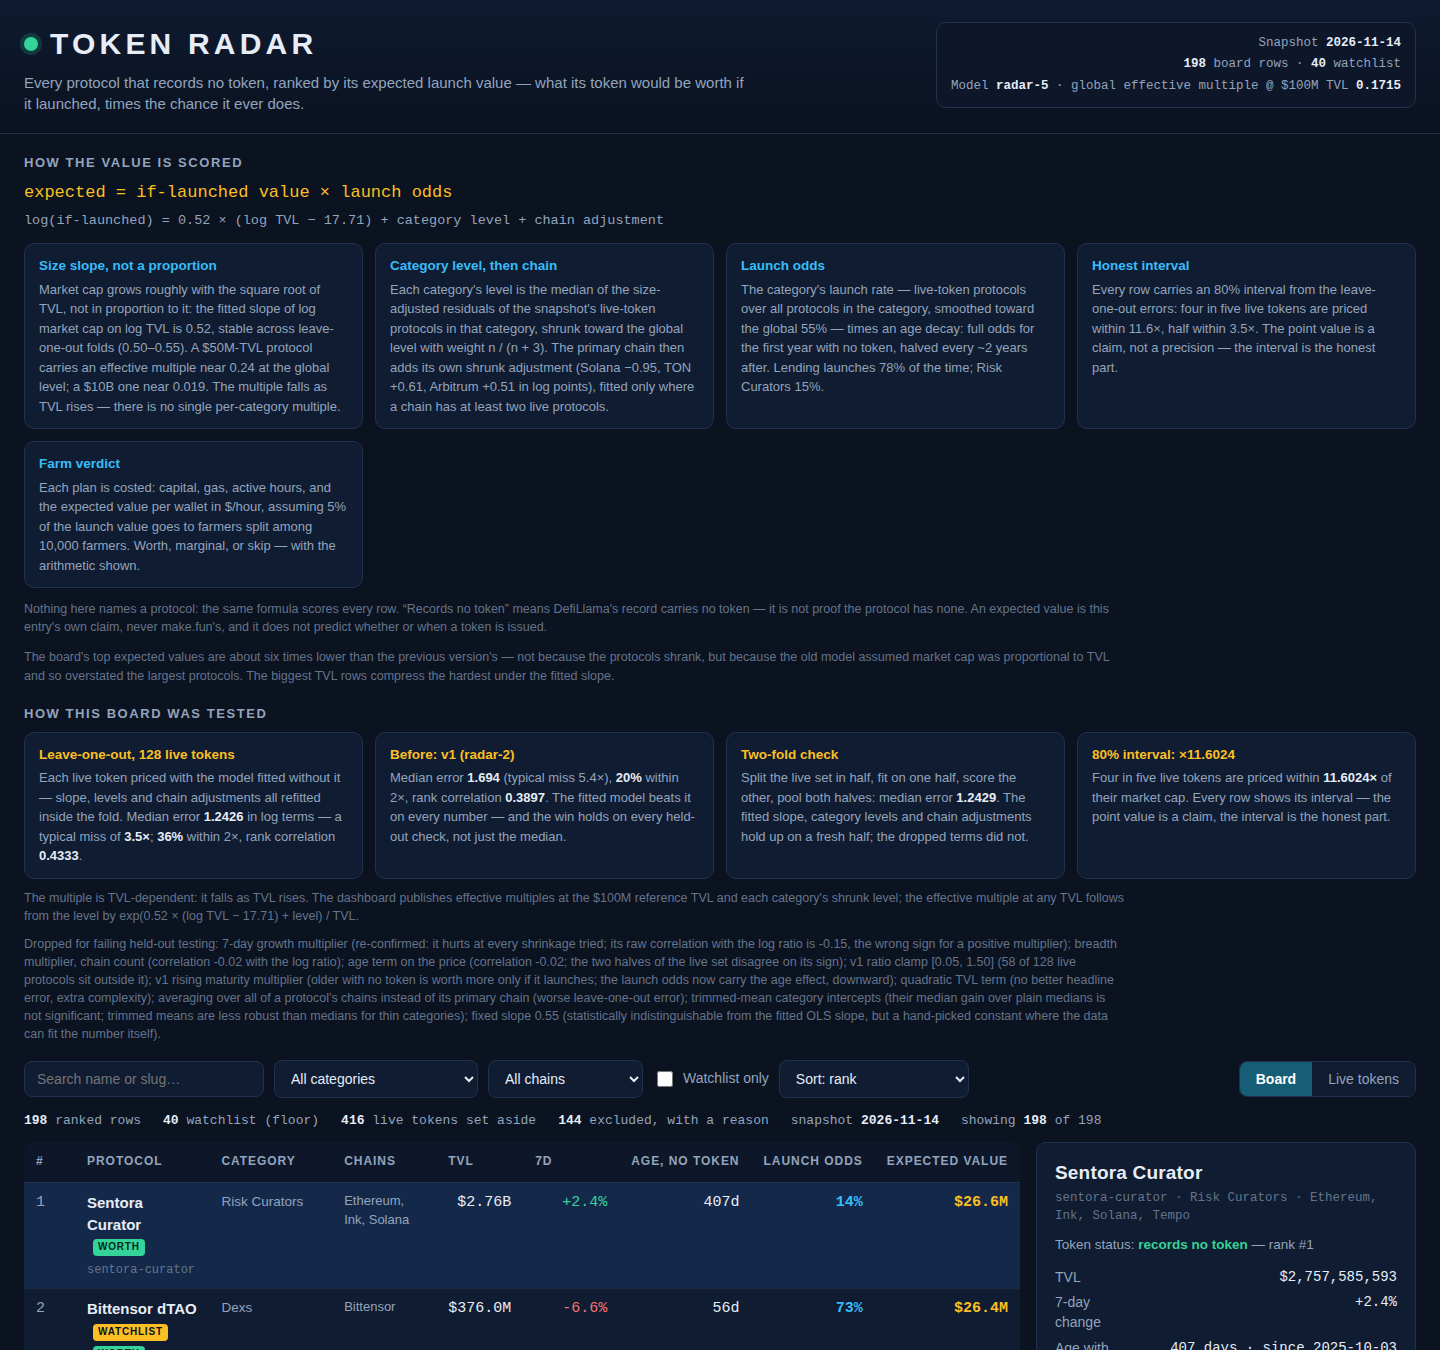 TOKEN RADAR
Every protocol that records no token, ranked by its expected launch value — what its token would be worth if
it launched, times the chance it ever does.
Snapshot 2026-11-14
198 board rows · 40 watchlist
Model radar-5 · global effective multiple @ $100M TVL 0.1715
HOW THE VALUE IS SCORED
expected = if-launched value × launch odds
log(if-launched) = 0.52 × (log TVL − 17.71) + category level + chain adjustment
Size slope, not a proportion
Market cap grows roughly with the square root of
TVL, not in proportion to it: the fitted slope of log
market cap on log TVL is 0.52, stable across leave-
one-out folds (0.50–0.55). A $50M-TVL protocol
carries an effective multiple near 0.24 at the global
level; a $10B one near 0.019. The multiple falls as
TVL rises — there is no single per-category multiple.
Category level, then chain
Each category's level is the median of the size-
adjusted residuals of the snapshot's live-token
protocols in that category, shrunk toward the global
level with weight n / (n + 3). The primary chain then
adds its own shrunk adjustment (Solana −0.95, TON
+0.61, Arbitrum +0.51 in log points), fitted only where
a chain has at least two live protocols.
Launch odds
The category's launch rate — live-token protocols
over all protocols in the category, smoothed toward
the global 55% — times an age decay: full odds for
the first year with no token, halved every ~2 years
after. Lending launches 78% of the time; Risk
Curators 15%.
Honest interval
Every row carries an 80% interval from the leave-
one-out errors: four in five live tokens are priced
within 11.6×, half within 3.5×. The point value is a
claim, not a precision — the interval is the honest
part.
Farm verdict
Each plan is costed: capital, gas, active hours, and
the expected value per wallet in $/hour, assuming 5%
of the launch value goes to farmers split among
10,000 farmers. Worth, marginal, or skip — with the
arithmetic shown.
Nothing here names a protocol: the same formula scores every row. “Records no token” means DefiLlama's record carries no token — it is not proof the protocol has none. An expected value is this
entry's own claim, never make.fun's, and it does not predict whether or when a token is issued.
The board's top expected values are about six times lower than the previous version's — not because the protocols shrank, but because the old model assumed market cap was proportional to TVL
and so overstated the largest protocols. The biggest TVL rows compress the hardest under the fitted slope.
HOW THIS BOARD WAS TESTED
Leave-one-out, 128 live tokens
Each live token priced with the model fitted without it
— slope, levels and chain adjustments all refitted
inside the fold. Median error 1.2426 in log terms — a
typical miss of 3.5×; 36% within 2×, rank correlation
0.4333.
Before: v1 (radar-2)
Median error 1.694 (typical miss 5.4×), 20% within
2×, rank correlation 0.3897. The fitted model beats it
on every number — and the win holds on every held-
out check, not just the median.
Two-fold check
Split the live set in half, fit on one half, score the
other, pool both halves: median error 1.2429. The
fitted slope, category levels and chain adjustments
hold up on a fresh half; the dropped terms did not.
80% interval: ×11.6024
Four in five live tokens are priced within 11.6024× of
their market cap. Every row shows its interval — the
point value is a claim, the interval is the honest part.
The multiple is TVL-dependent: it falls as TVL rises. The dashboard publishes effective multiples at the $100M reference TVL and each category's shrunk level; the effective multiple at any TVL follows
from the level by exp(0.52 × (log TVL − 17.71) + level) / TVL.
Dropped for failing held-out testing: 7-day growth multiplier (re-confirmed: it hurts at every shrinkage tried; its raw correlation with the log ratio is -0.15, the wrong sign for a positive multiplier); breadth
multiplier, chain count (correlation -0.02 with the log ratio); age term on the price (correlation -0.02; the two halves of the live set disagree on its sign); v1 ratio clamp [0.05, 1.50] (58 of 128 live
protocols sit outside it); v1 rising maturity multiplier (older with no token is worth more only if it launches; the launch odds now carry the age effect, downward); quadratic TVL term (no better headline
error, extra complexity); averaging over all of a protocol's chains instead of its primary chain (worse leave-one-out error); trimmed-mean category intercepts (their median gain over plain medians is
not significant; trimmed means are less robust than medians for thin categories); fixed slope 0.55 (statistically indistinguishable from the fitted OLS slope, but a hand-picked constant where the data
can fit the number itself).
Search name or slug… All categories All chains Watchlist only Sort: rank Board Live tokens
198 ranked rows 40 watchlist (floor) 416 live tokens set aside 144 excluded, with a reason snapshot 2026-11-14 showing 198 of 198
# PROTOCOL CATEGORY CHAINS TVL 7D AGE, NO TOKEN LAUNCH ODDS EXPECTED VALUE
1 Sentora Curator WORTH sentora-curator Risk Curators Ethereum, Ink, Solana $2.76B +2.4% 407d 14% $26.6M
2 Bittensor dTAO WATCHLIST WORTH Dexs Bittensor $376.0M -6.6% 56d 73% $26.4M
Sentora Curator
sentora-curator · Risk Curators · Ethereum,
Ink, Solana, Tempo
Token status: records no token — rank #1
TVL $2,757,585,593
7-day change +2.4%
Age with 407 days · since 2025-10-03